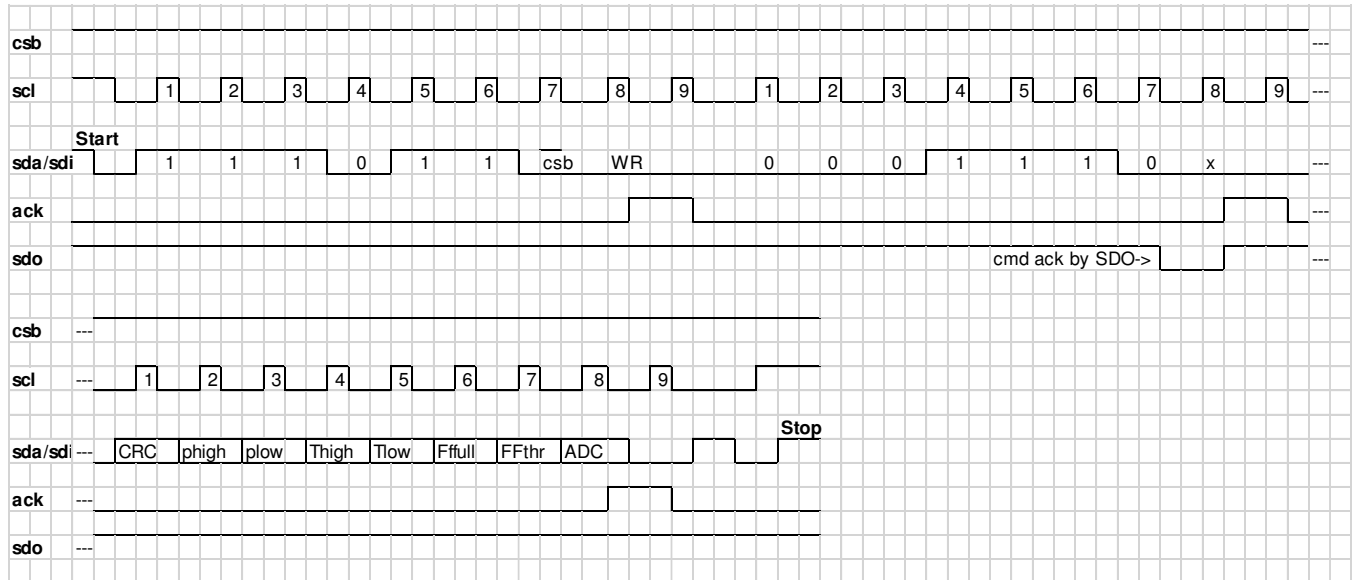 csb ---
scl 1 2 3 4 5 6 7 8 9 1 2 3 4 5 6 7 8 9 ---
Start
sda/sdi 1 1 1 0 1 1 csb WR 0 0 0 1 1 1 0 x ---
ack ---
sdo cmd ack by SDO-> ---
csb ---
scl --- 1 2 3 4 5 6 7 8 9
Stop
sda/sdi --- CRC phigh plow Thigh Tlow Fffull FFthr ADC
ack ---
sdo ---